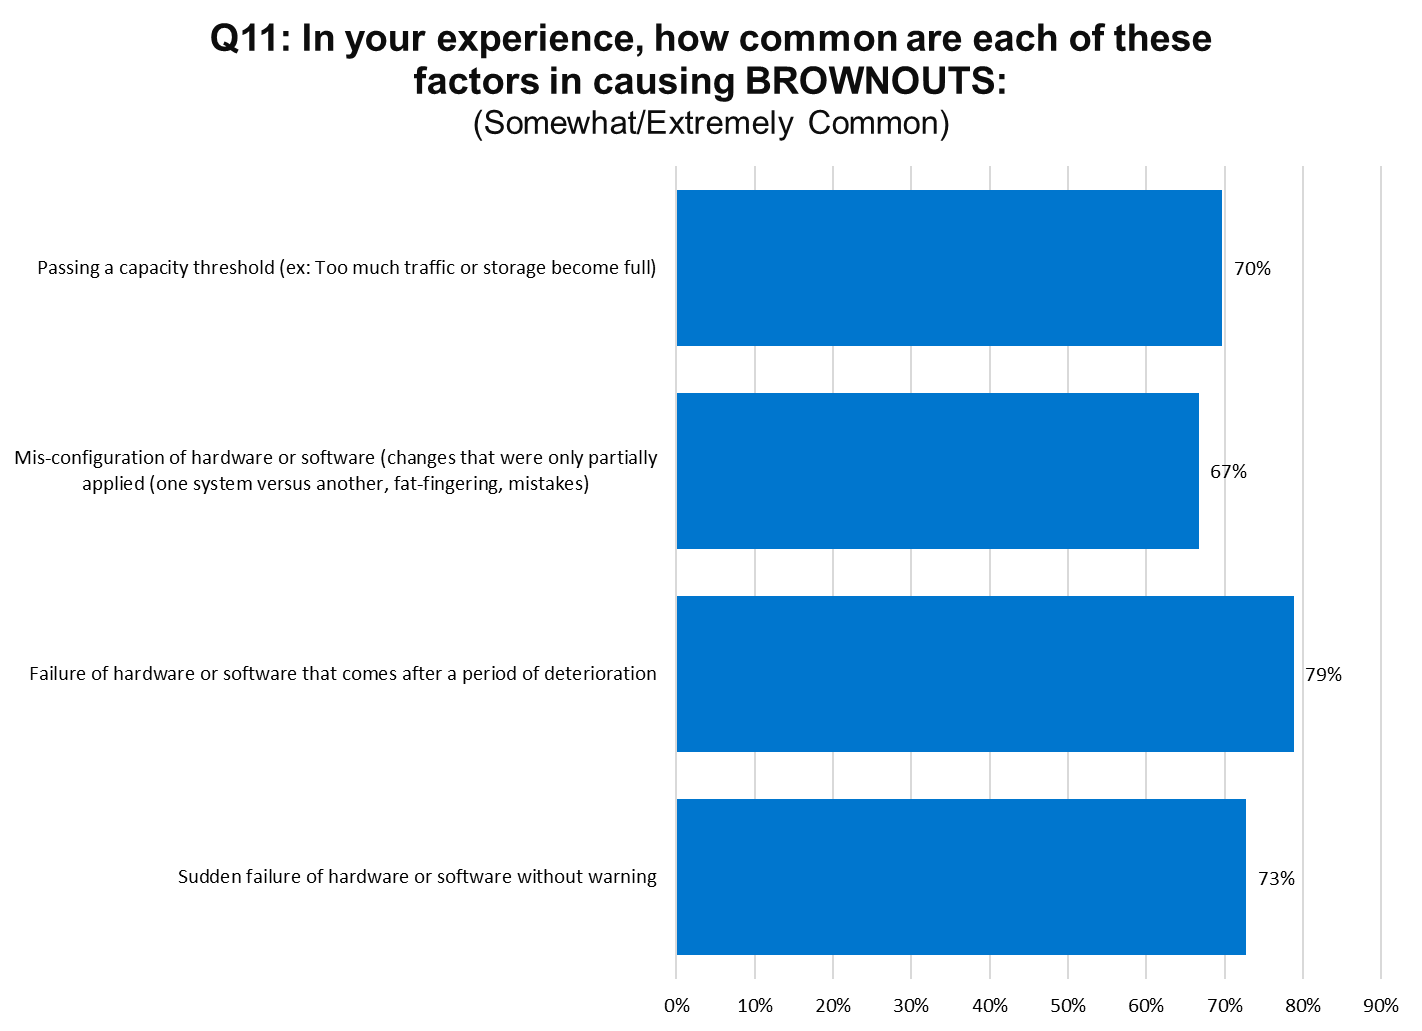 Q11: In your experience, how common are each of these
factors in causing BROWNOUTS:
(Somewhat/Extremely Common)
Passing a capacity threshold (ex: Too much traffic or storage become full)
70%
Mis-configuration of hardware or software (changes that were only partially
applied (one system versus another, fat-fingering, mistakes)
67%
Failure of hardware or software that comes after a period of deterioration
79%
Sudden failure of hardware or software without warning
73%
0% 10% 20% 30% 40% 50% 60% 70% 80% 90%